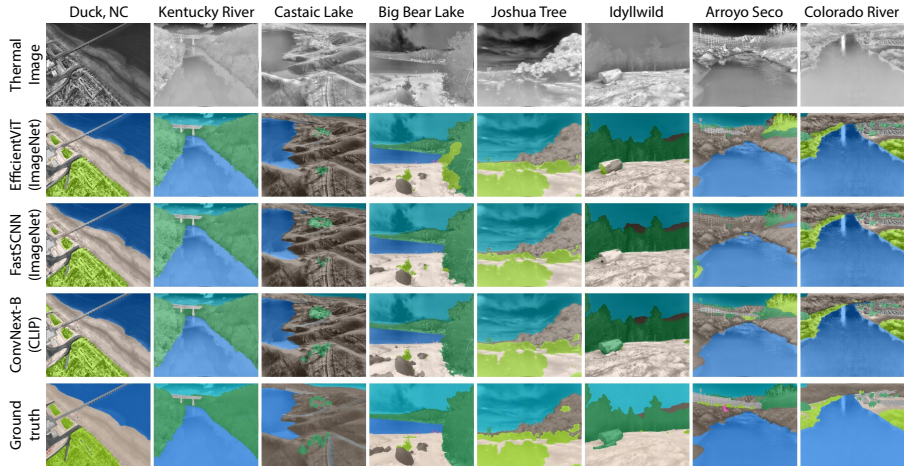 Duck, NC Kentucky River Castaic Lake Big Bear Lake Joshua Tree Idyllwild Arroyo Seco Colorado River
Thermal
Image
EfficientViT
(ImageNet)
FastSCNN
(ImageNet)
ConvNext-B
(CLIP)
Ground
truth